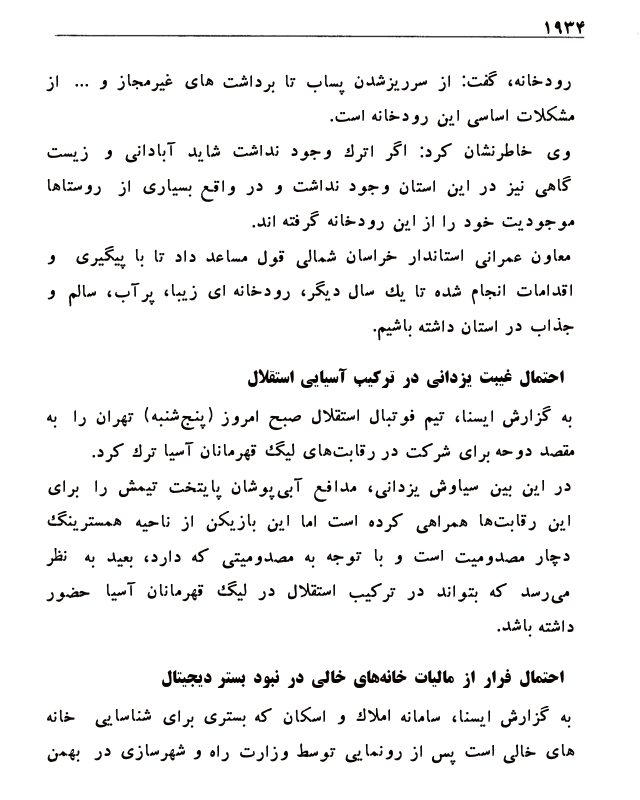 ۱۹۳۴
رودخانه، گفت: از سرریزشدن پساب تا برداشت های غیرمجاز و ... از
مشکلات اساسی این رودخانه است.
وی خاطرنشان کرد: اگر اترك وجود نداشت شاید آبادانی و زیست
گاهی نیز در این استان وجود نداشت و در واقع بسیاری از روستاها
موجودیت خود را از این رودخانه گرفته اند.
معاون عمرانی استاندار خراسان شمالی قول مساعد داد تا با پیگیری و
اقدامات انجام شده تا یك سال دیگر، رودخانه ای زیبا، پرآب، سالم و
جذاب در استان داشته باشیم.
احتمال غیبت یزدانی در ترکیب آسیایی استقلال
به گزارش ایسنا، تیم فوتبال استقلال صبح امروز (پنج‌شنبه) تهران را به
مقصد دوحه برای شرکت در رقابت‌های لیگ قهرمانان آسیا ترك کرد.
در این بین سیاوش یزدانی، مدافع آبی‌پوشان پایتخت تیمش را برای
این رقابت‌ها همراهی کرده است اما این بازیکن از ناحیه همسترینگ
دچار مصدومیت است و با توجه به مصدومیتی که دارد، بعید به نظر
می‌رسد که بتواند در ترکیب استقلال در لیگ قهرمانان آسیا حضور
داشته باشد.
احتمال فرار از مالیات خانه‌های خالی در نبود بستر دیجیتال
به گزارش ایسنا، سامانه املاك و اسکان که بستری برای شناسایی خانه
های خالی است پس از رونمایی توسط وزارت راه و شهرسازی در بهمن